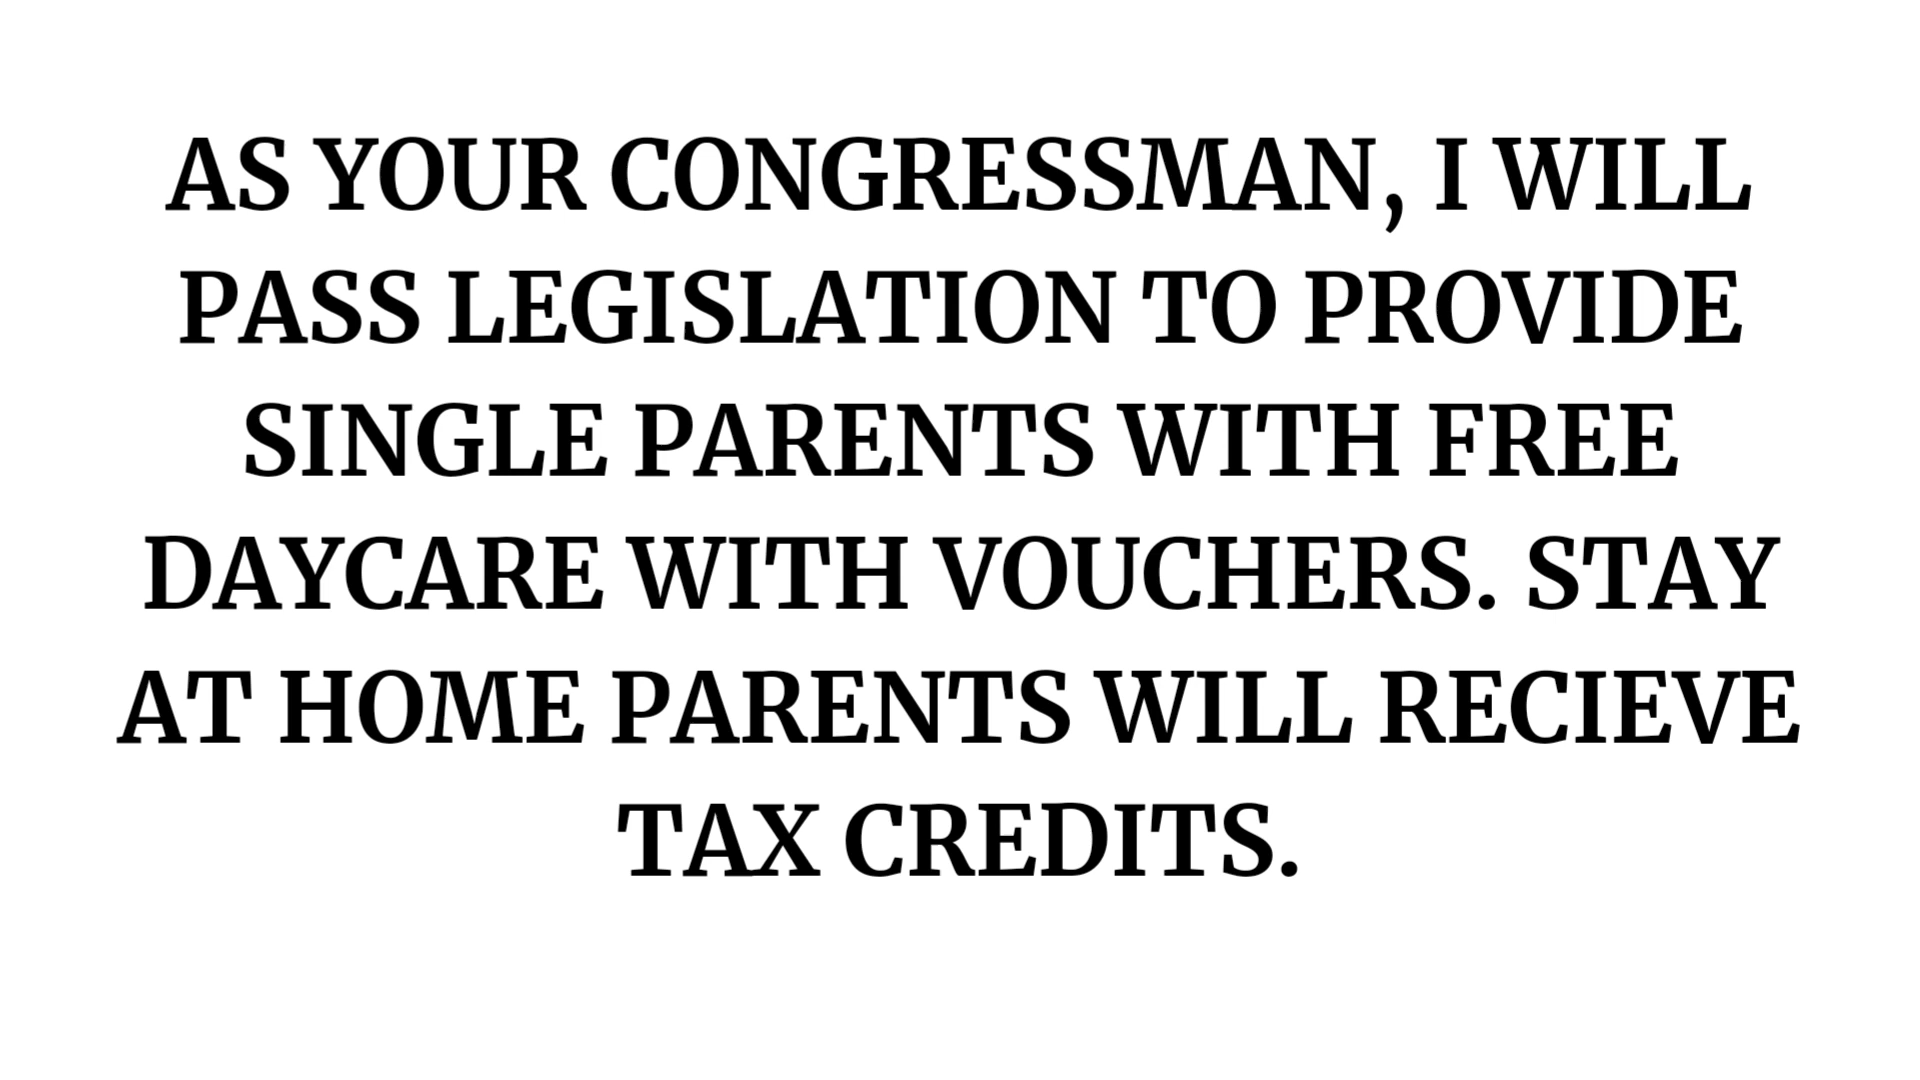 AS YOUR CONGRESSMAN, I WILL
PASS LEGISLATION TO PROVIDE
SINGLE PARENTS WITH FREE
DAYCARE WITH VOUCHERS. STAY
AT HOME PARENTS WILL RECIEVE
TAX CREDITS.